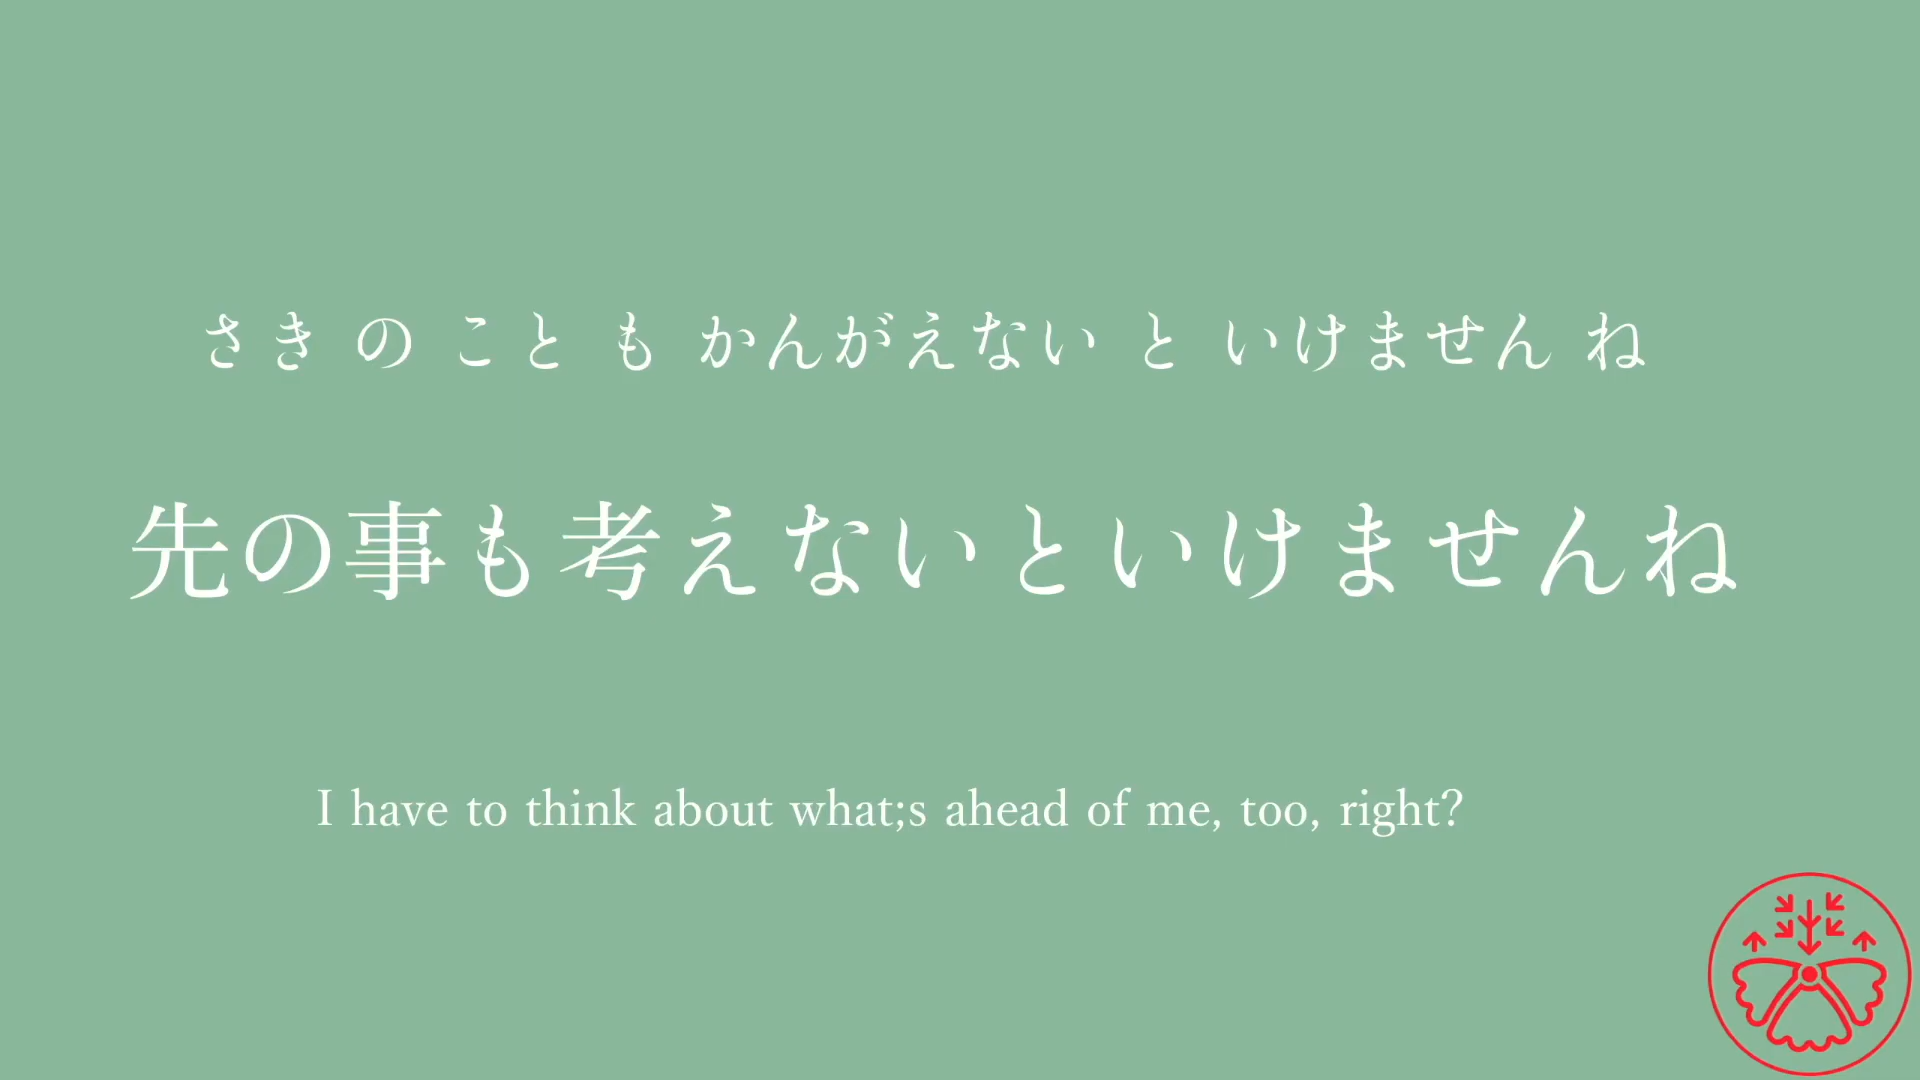 さき の こと も かんがえない と いけません ね
先の事も考えないといけませんね
I have to think about what;s ahead of me, too, right?